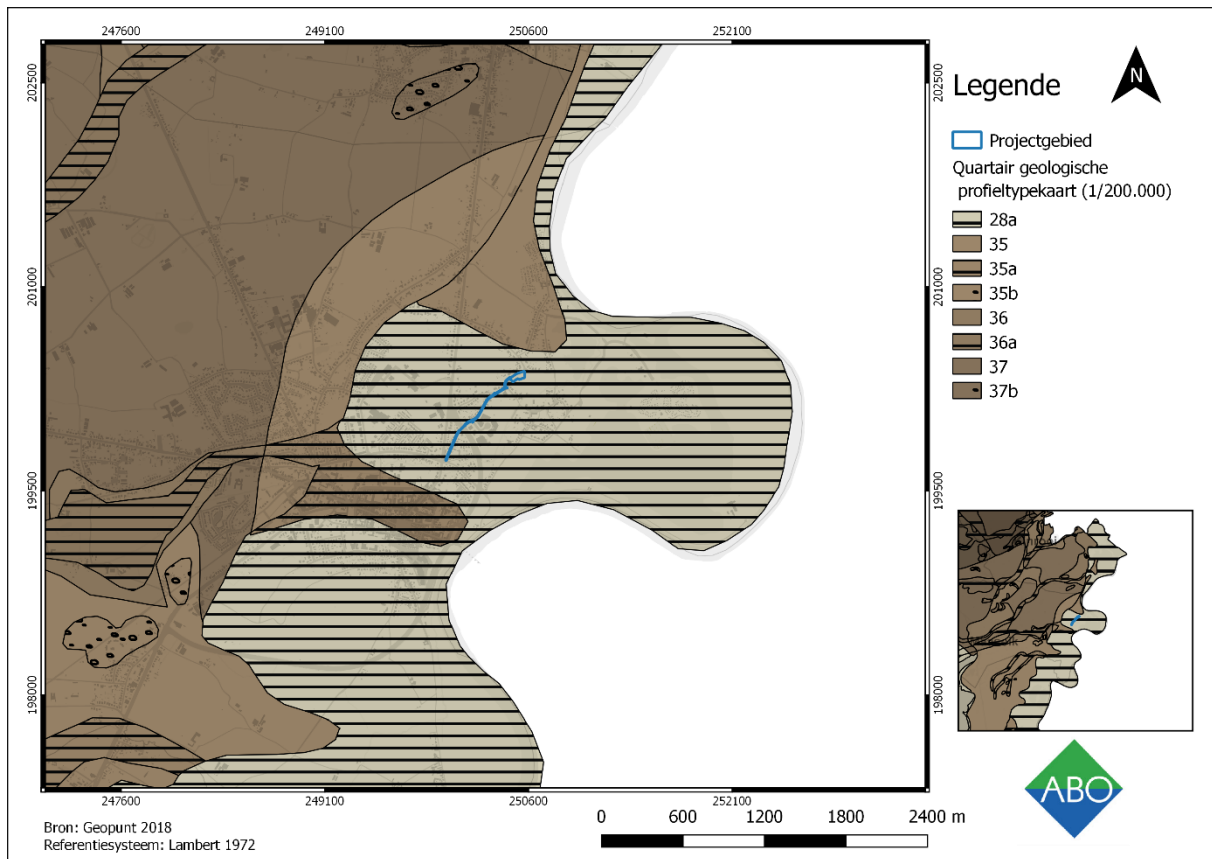 247600 249100 250600 252100
202500 202500
201000 201000
199500 199500
198000 198000
247600 249100 250600 252100
Legende
N
Projectgebied
Quartair geologische
profieltypekaart (1/200.000)
28a
35
35a
35b
36
36a
37
37b
ABO
Bron: Geopunt 2018
Referentiesysteem: Lambert 1972
0 600 1200 1800 2400 m